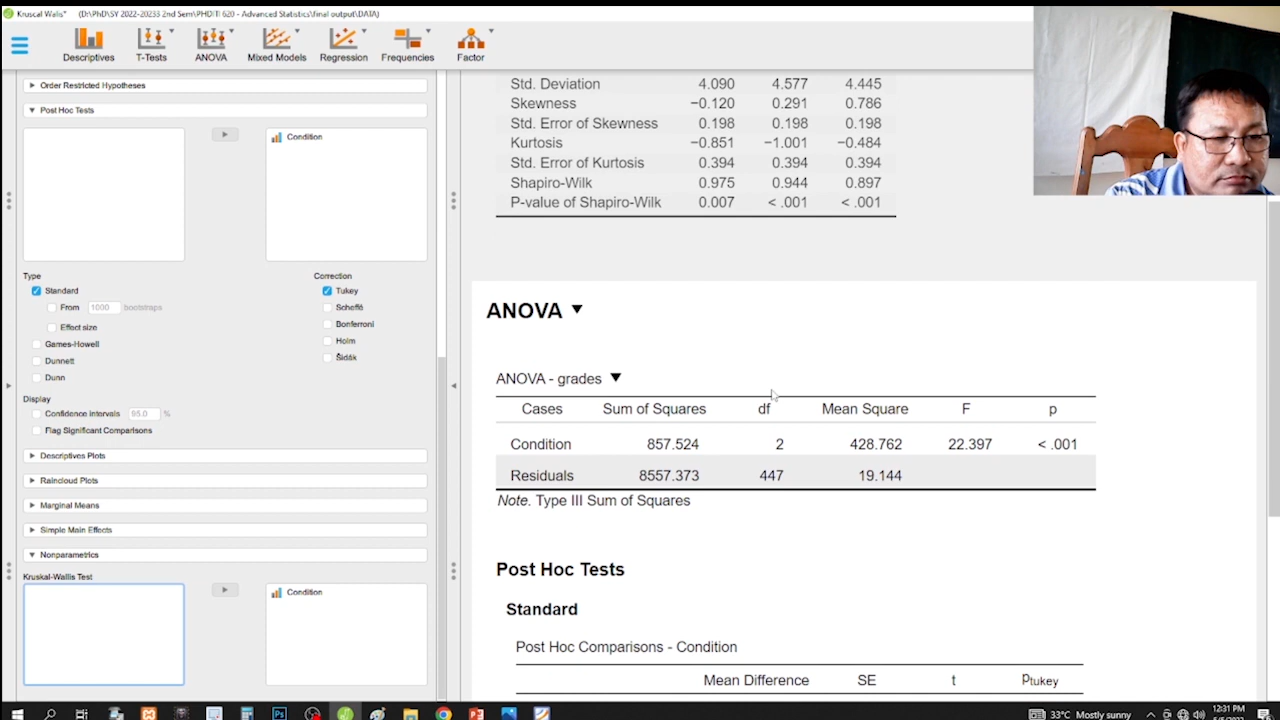 Kruscal Walis* (D:\PhD\SY 2022-20233 2nd Sem\PHDITI 620 - Advanced Statistics\final output\DATA)
Descriptives T-Tests ANOVA Mixed Models Regression Frequencies Factor
Order Restricted Hypotheses
Post Hoc Tests
Condition
Type
Standard
From 1000 bootstraps
Effect size
Games-Howell
Dunnett
Dunn
Correction
Tukey
Scheffé
Bonferroni
Holm
Šidák
Display
Confidence intervals 95.0 %
Flag Significant Comparisons
Descriptives Plots
Raincloud Plots
Marginal Means
Simple Main Effects
Nonparametrics
Kruskal-Wallis Test
Condition
Std. Deviation 4.090 4.577 4.445
Skewness −0.120 0.291 0.786
Std. Error of Skewness 0.198 0.198 0.198
Kurtosis −0.851 −1.001 −0.484
Std. Error of Kurtosis 0.394 0.394 0.394
Shapiro-Wilk 0.975 0.944 0.897
P-value of Shapiro-Wilk 0.007 < .001 < .001
ANOVA
ANOVA - grades
Cases Sum of Squares df Mean Square F p
Condition 857.524 2 428.762 22.397 < .001
Residuals 8557.373 447 19.144
Note. Type III Sum of Squares
Post Hoc Tests
Standard
Post Hoc Comparisons - Condition
Mean Difference SE t ptukey
33°C Mostly sunny
12:31 PM